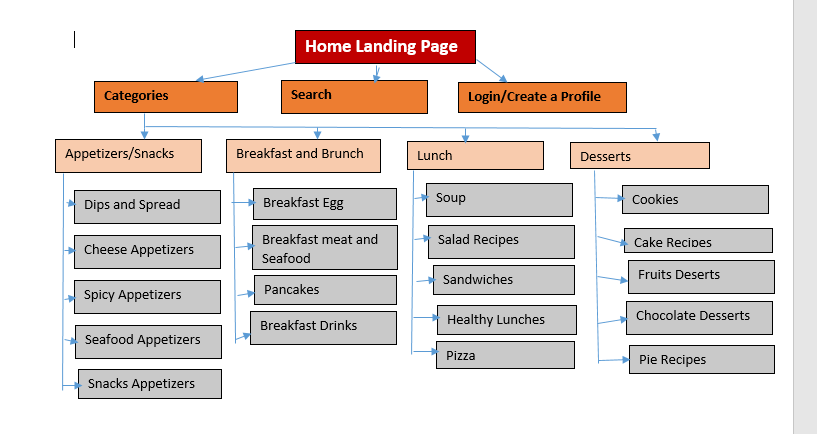 Home Landing Page
Categories
Search
Login/Create a Profile
Appetizers/Snacks
Breakfast and Brunch
Lunch
Desserts
Dips and Spread
Cheese Appetizers
Spicy Appetizers
Seafood Appetizers
Snacks Appetizers
Breakfast Egg
Breakfast meat and
Seafood
Pancakes
Breakfast Drinks
Soup
Salad Recipes
Sandwiches
Healthy Lunches
Pizza
Cookies
Cake Recipes
Fruits Deserts
Chocolate Desserts
Pie Recipes